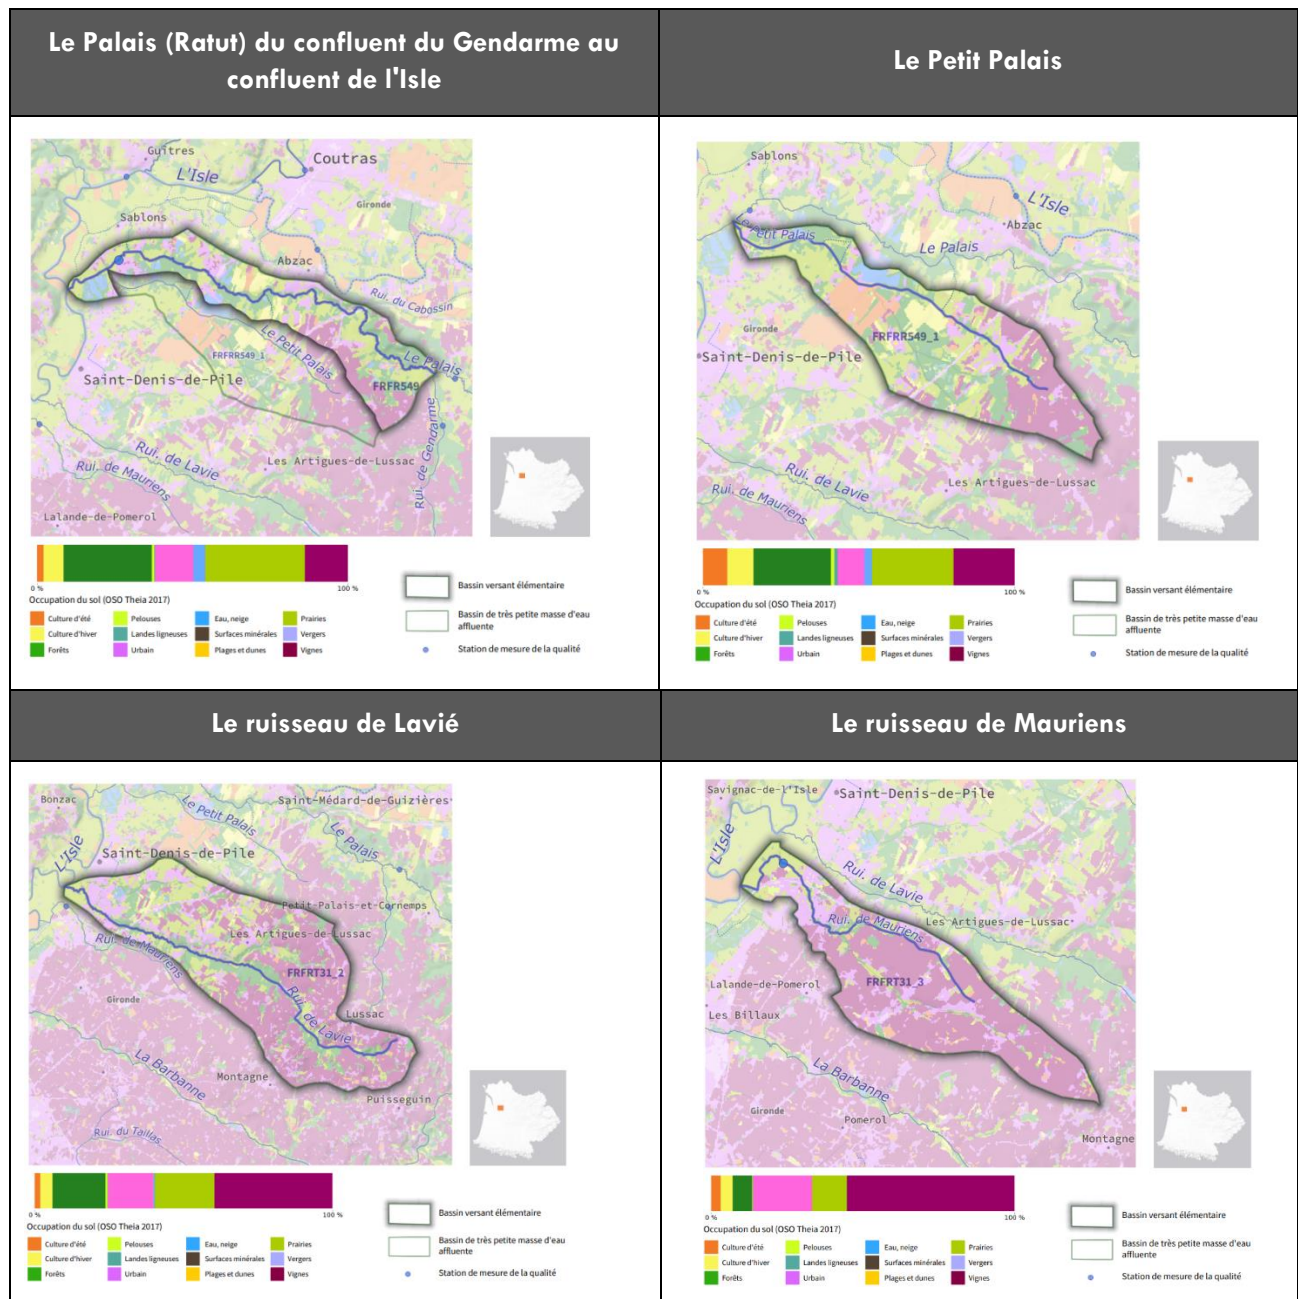 Le Palais (Ratut) du confluent du Gendarme au
confluent de l'Isle
Le Petit Palais
Guîtres
Coutras
L'Isle
Gironde
Sablons
Abzac
Rui. du Cabossin
Le Petit Palais
FRFRR549_1
Le Palais
Saint-Denis-de-Pile
FRFR549
Rui. de Lavie
Les Artigues-de-Lussac
Rui. de Mauriens
Rui. de Gendarme
Lalande-de-Pomerol
0 %
100 %
Occupation du sol (OSO Theia 2017)
Culture d'été
Pelouses
Eau, neige
Prairies
Culture d'hiver
Landes ligneuses
Surfaces minérales
Vergers
Forêts
Urbain
Plages et dunes
Vignes
Bassin versant élémentaire
Bassin de très petite masse d'eau
affluente
Station de mesure de la qualité
Sablons
L'Isle
Abzac
Petit Palais
Le Palais
Gironde
FRFRR549_1
Saint-Denis-de-Pile
Rui. de Lavie
Les Artigues-de-Lussac
Rui. de Mauriens
0 %
100 %
Occupation du sol (OSO Theia 2017)
Culture d'été
Pelouses
Eau, neige
Prairies
Culture d'hiver
Landes ligneuses
Surfaces minérales
Vergers
Forêts
Urbain
Plages et dunes
Vignes
Bassin versant élémentaire
Bassin de très petite masse d'eau
affluente
Station de mesure de la qualité
Le ruisseau de Lavié
Le ruisseau de Mauriens
Bonzac
Le Petit Palais
Saint-Médard-de-Guizières
Le Palais
L'Isle
Saint-Denis-de-Pile
Petit-Palais-et-Cornemps
Les Artigues-de-Lussac
Rui. de Mauriens
FRFRT31_2
Gironde
Rui. de Lavie
Lussac
La Barbanne
Montagne
Puisseguin
Rui. du Taillas
0 %
100 %
Occupation du sol (OSO Theia 2017)
Culture d'été
Pelouses
Eau, neige
Prairies
Culture d'hiver
Landes ligneuses
Surfaces minérales
Vergers
Forêts
Urbain
Plages et dunes
Vignes
Bassin versant élémentaire
Bassin de très petite masse d'eau
affluente
Station de mesure de la qualité
Savignac-de-l'Isle
Saint-Denis-de-Pile
L'Isle
Rui. de Lavie
Rui. de Mauriens
Les Artigues-de-Lussac
Lalande-de-Pomerol
FRFRT31_3
Les Billaux
La Barbanne
Gironde
Pomerol
Montagne
0 %
100 %
Occupation du sol (OSO Theia 2017)
Culture d'été
Pelouses
Eau, neige
Prairies
Culture d'hiver
Landes ligneuses
Surfaces minérales
Vergers
Forêts
Urbain
Plages et dunes
Vignes
Bassin versant élémentaire
Bassin de très petite masse d'eau
affluente
Station de mesure de la qualité